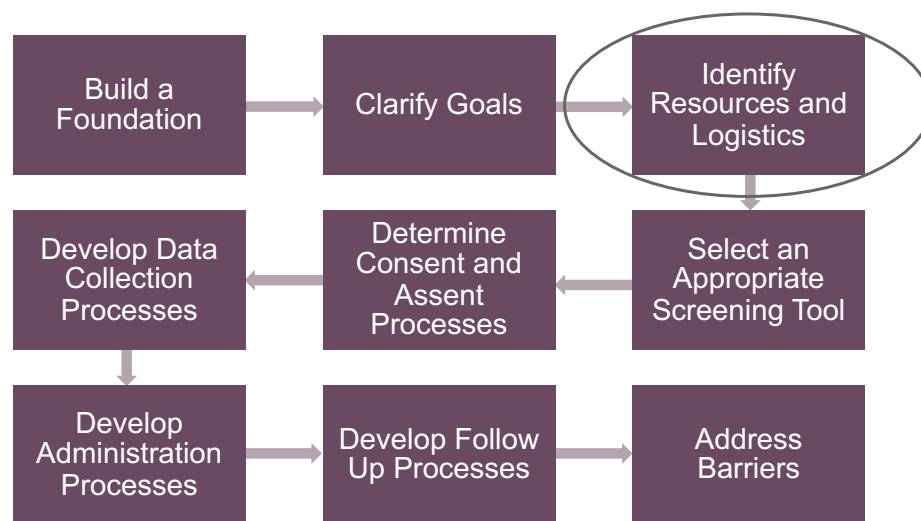 Build a
Foundation
Clarify Goals
Identify
Resources and
Logistics
Select an
Appropriate
Screening Tool
Determine
Consent and
Assent
Processes
Develop Data
Collection
Processes
Develop
Administration
Processes
Develop Follow
Up Processes
Address
Barriers